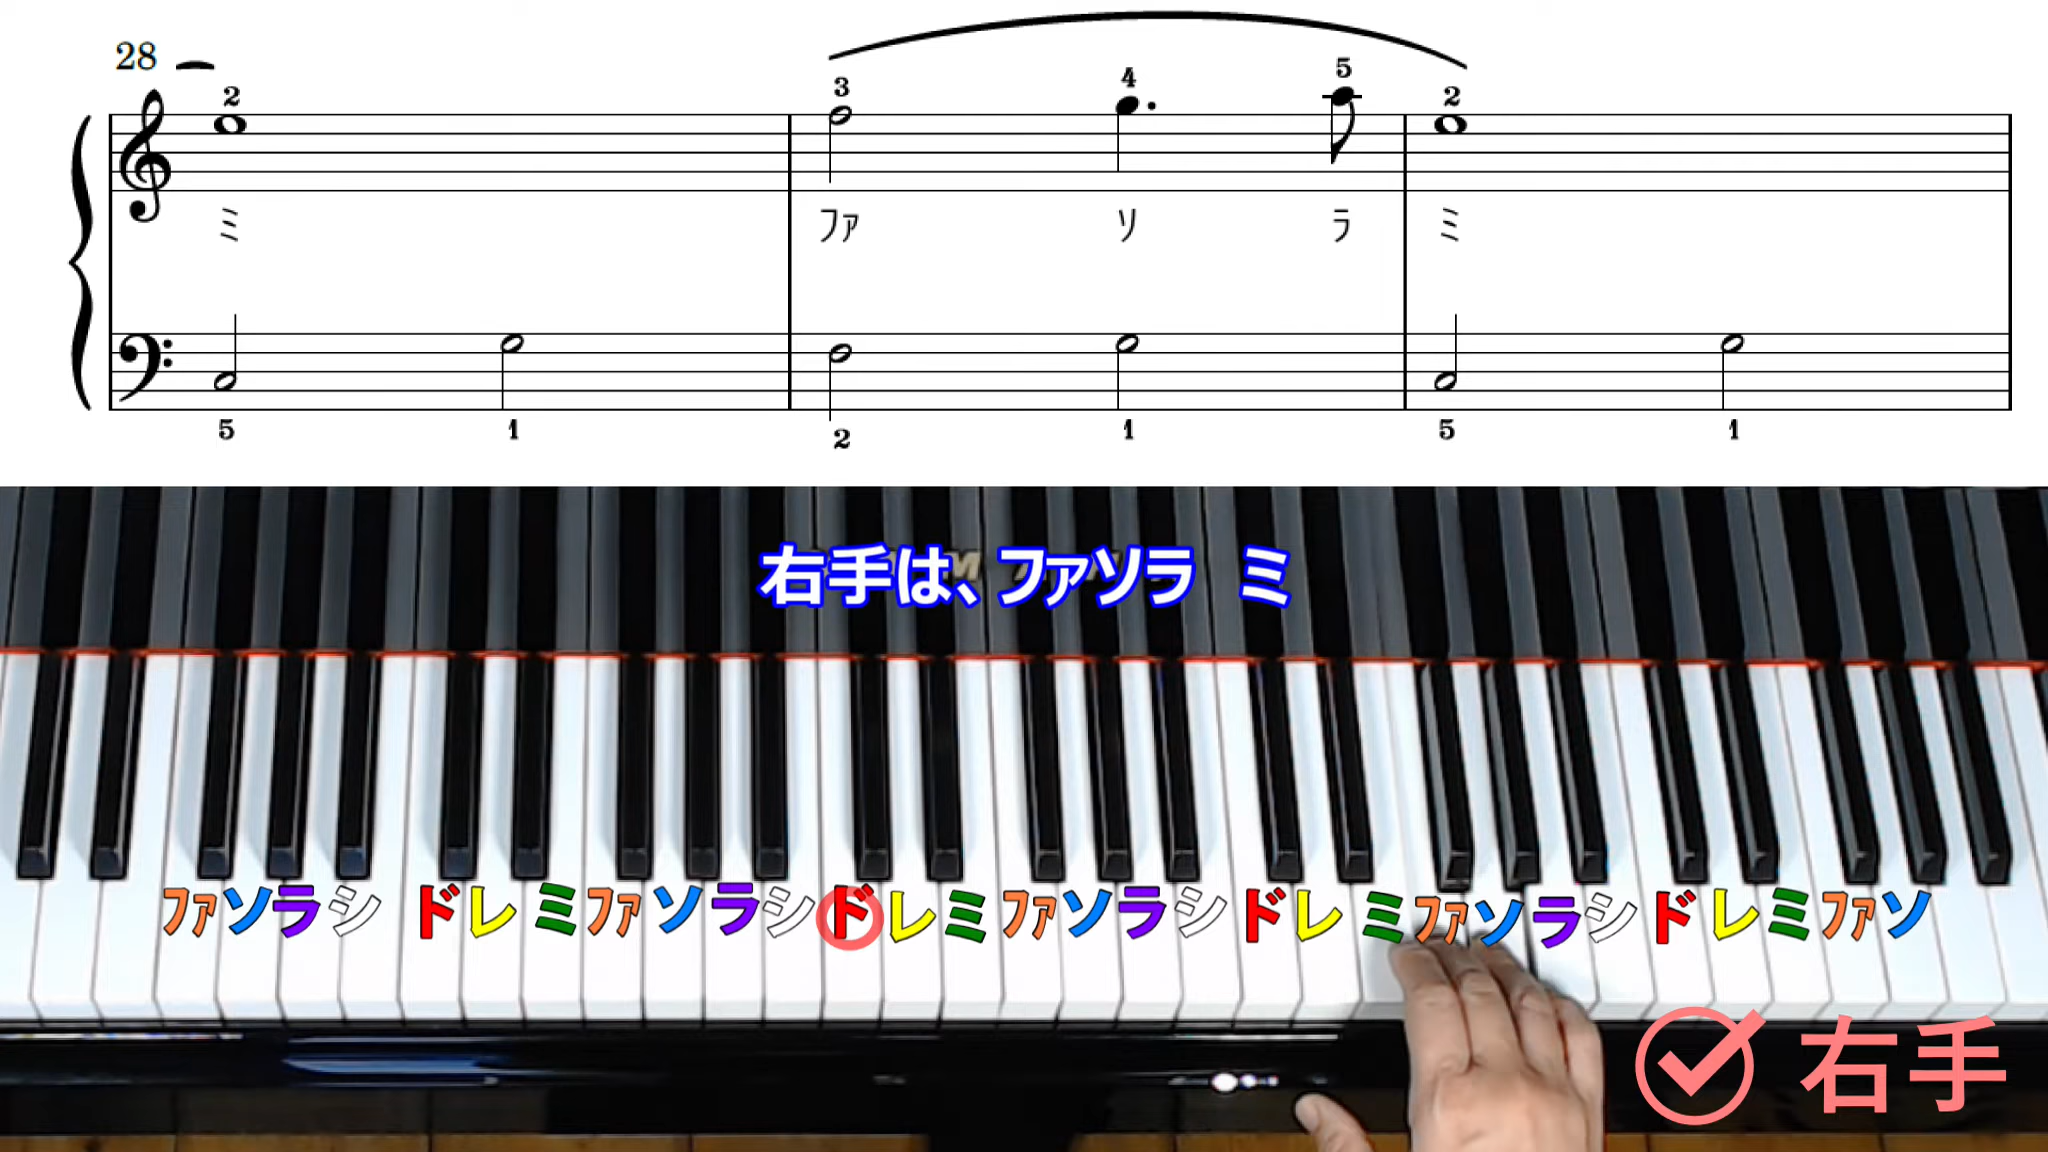 28
2 3 4 5 2
ミ ファ ソ ラ ミ
5 1 2 1 5 1
右手は、ファソラ ミ
ファソラシ ドレミファソラシドレミファソラシドレミファソラシドレミファソ
右手